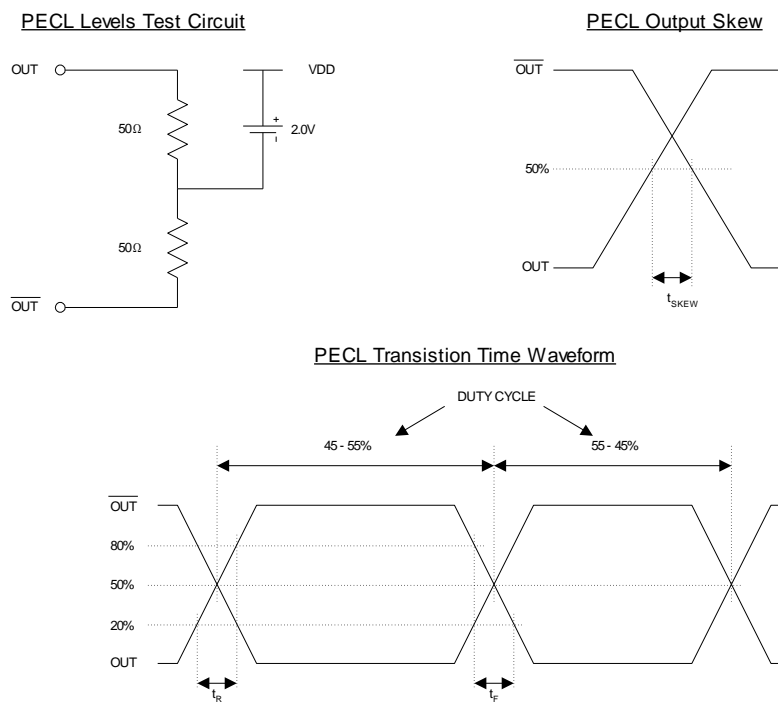 PECL Levels Test Circuit
OUT
VDD
50Ω
+
2.0V
-
50Ω
OUT
PECL Output Skew
OUT
50%
OUT
tSKEW
PECL Transistion Time Waveform
DUTY CYCLE
45 - 55%
55 - 45%
OUT
80%
50%
20%
OUT
tR
tF